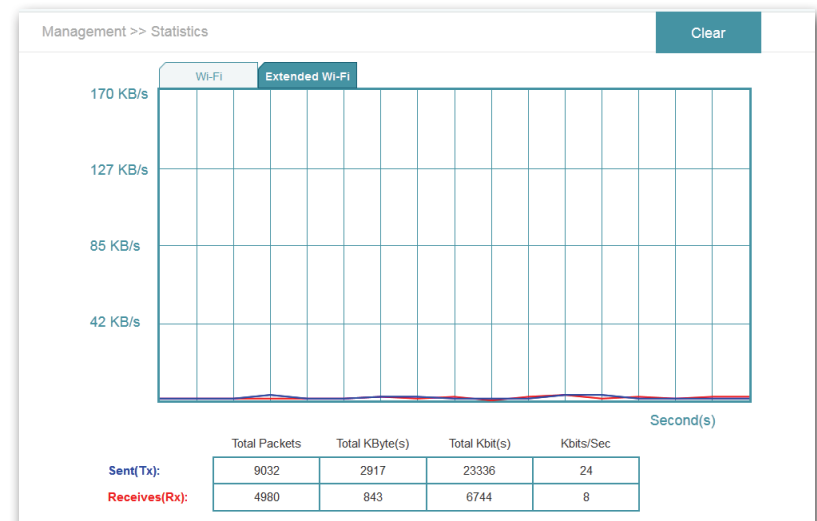 Management >> Statistics
Clear
Wi-Fi
Extended Wi-Fi
170 KB/s
127 KB/s
85 KB/s
42 KB/s
Second(s)
Total Packets Total KByte(s) Total Kbit(s) Kbits/Sec
Sent(Tx): 9032 2917 23336 24
Receives(Rx): 4980 843 6744 8